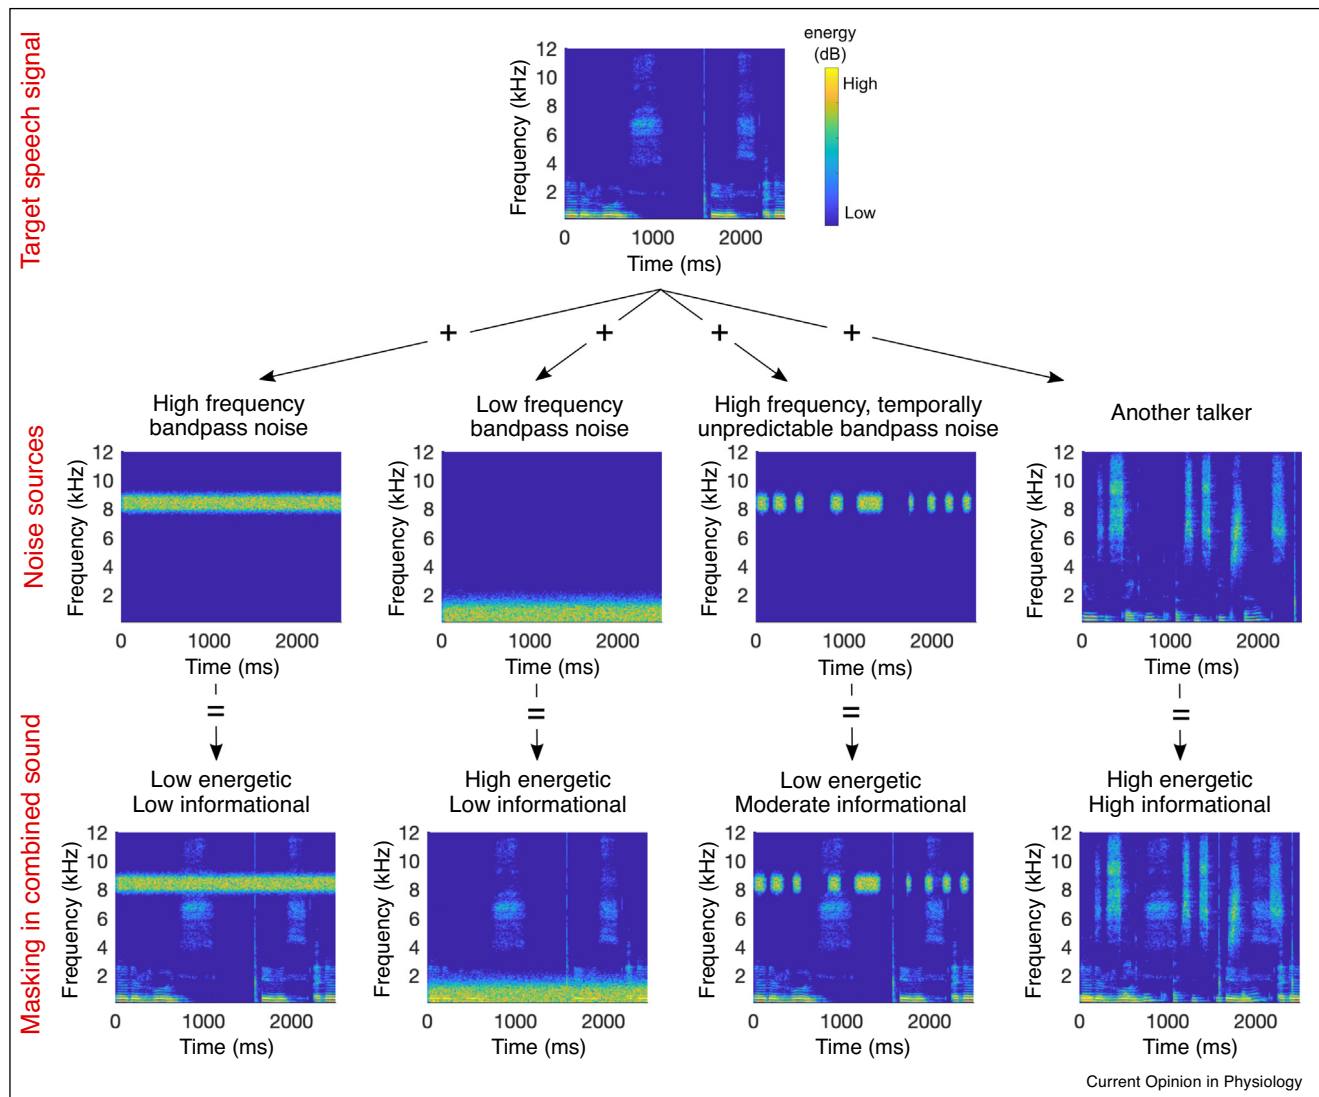 Target speech signal
12
10
8
6
4
2
Frequency (kHz)
0 1000 2000
Time (ms)
energy
(dB)
High
Low
+ + + +
Noise sources
High frequency
bandpass noise
12
10
8
6
4
2
Frequency (kHz)
0 1000 2000
Time (ms)
Low frequency
bandpass noise
12
10
8
6
4
2
Frequency (kHz)
0 1000 2000
Time (ms)
High frequency, temporally
unpredictable bandpass noise
12
10
8
6
4
2
Frequency (kHz)
0 1000 2000
Time (ms)
Another talker
12
10
8
6
4
2
Frequency (kHz)
0 1000 2000
Time (ms)
= = = =
Masking in combined sound
Low energetic
Low informational
12
10
8
6
4
2
Frequency (kHz)
0 1000 2000
Time (ms)
High energetic
Low informational
12
10
8
6
4
2
Frequency (kHz)
0 1000 2000
Time (ms)
Low energetic
Moderate informational
12
10
8
6
4
2
Frequency (kHz)
0 1000 2000
Time (ms)
High energetic
High informational
12
10
8
6
4
2
Frequency (kHz)
0 1000 2000
Time (ms)
Current Opinion in Physiology